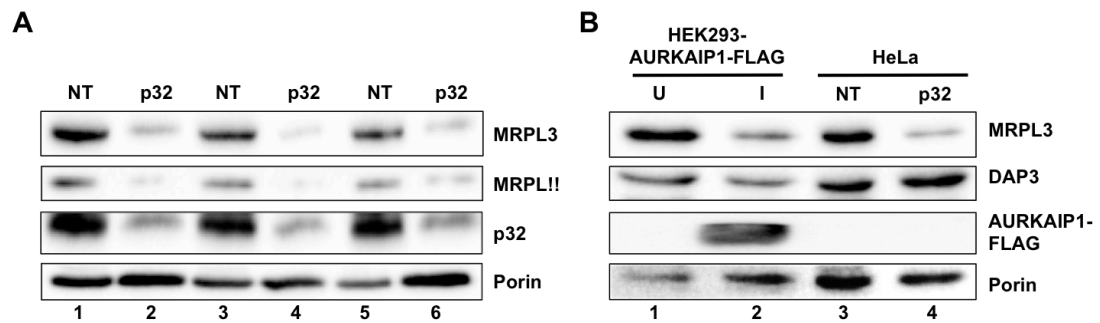 A
NT p32 NT p32 NT p32
MRPL3
MRPL!!
p32
Porin
1 2 3 4 5 6
B
HEK293-
AURKAIP1-FLAG
HeLa
U I NT p32
MRPL3
DAP3
AURKAIP1-
FLAG
Porin
1 2 3 4